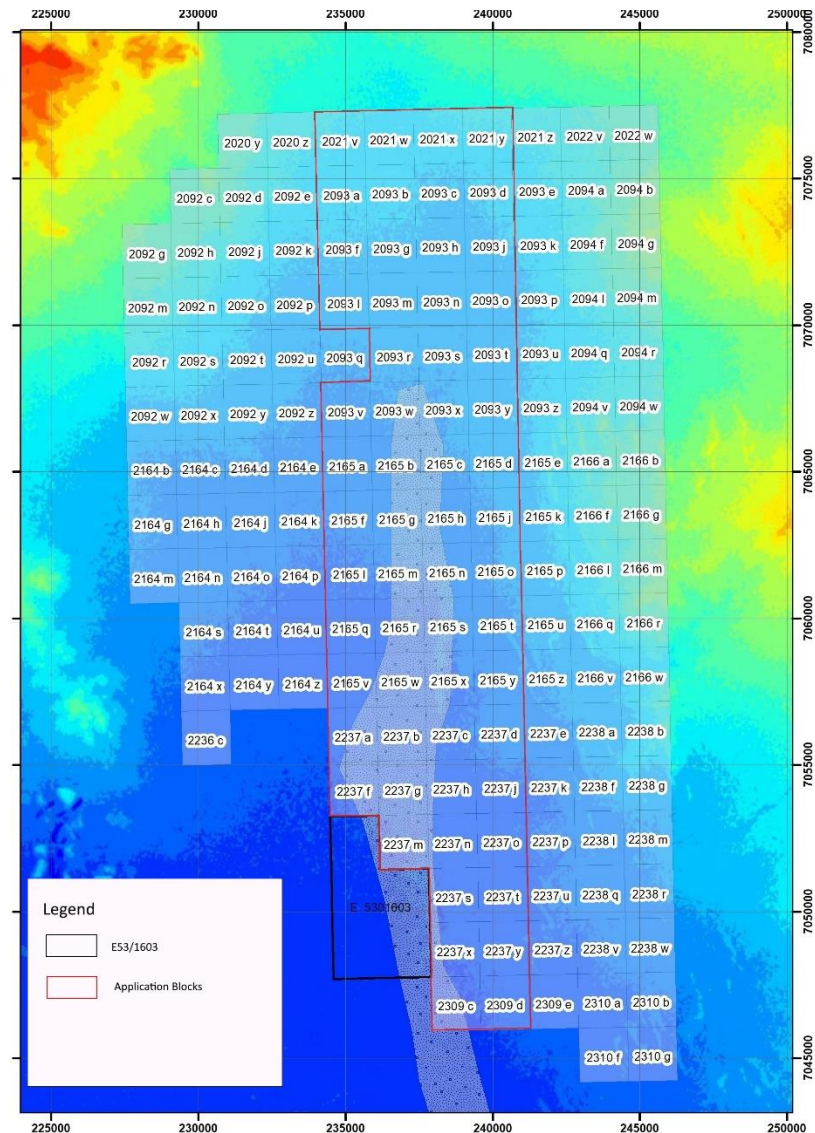 225000 230000 235000 240000 245000 250000
7080000 7080000
2020 y 2020 z 2021 v 2021 w 2021 x 2021 y 2021 z 2022 v 2022 w
7075000 7075000
2092 c 2092 d 2092 e 2093 a 2093 b 2093 c 2093 d 2093 e 2094 a 2094 b
2092 g 2092 h 2092 j 2092 k 2093 f 2093 g 2093 h 2093 j 2093 k 2094 f 2094 g
2092 m 2092 n 2092 o 2092 p 2093 l 2093 m 2093 n 2093 o 2093 p 2094 l 2094 m
7070000 7070000
2092 r 2092 s 2092 t 2092 u 2093 q 2093 r 2093 s 2093 t 2093 u 2094 q 2094 r
2092 w 2092 x 2092 y 2092 z 2093 v 2093 w 2093 x 2093 y 2093 z 2094 v 2094 w
7065000 7065000
2164 b 2164 c 2164 d 2164 e 2165 a 2165 b 2165 c 2165 d 2165 e 2166 a 2166 b
2164 g 2164 h 2164 j 2164 k 2165 f 2165 g 2165 h 2165 j 2165 k 2166 f 2166 g
2164 m 2164 n 2164 o 2164 p 2165 l 2165 m 2165 n 2165 o 2165 p 2166 l 2166 m
7060000 7060000
2164 s 2164 t 2164 u 2165 q 2165 r 2165 s 2165 t 2165 u 2166 q 2166 r
2164 x 2164 y 2164 z 2165 v 2165 w 2165 x 2165 y 2165 z 2166 v 2166 w
2236 c 2237 a 2237 b 2237 c 2237 d 2237 e 2238 a 2238 b
7055000 7055000
2237 f 2237 g 2237 h 2237 j 2237 k 2238 f 2238 g
2237 m 2237 n 2237 o 2237 p 2238 l 2238 m
2237 s 2237 t 2237 u 2238 q 2238 r
E 5301603
7050000 7050000
2237 x 2237 y 2237 z 2238 v 2238 w
2309 c 2309 d 2309 e 2310 a 2310 b
7045000 7045000
2310 f 2310 g
Legend
E53/1603
Application Blocks
225000 230000 235000 240000 245000 250000